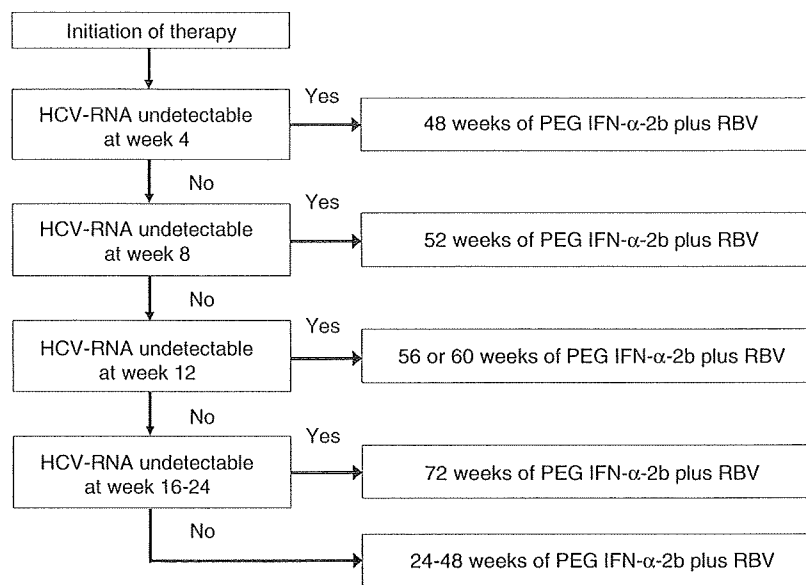 Initiation of therapy
HCV-RNA undetectable
at week 4
Yes
48 weeks of PEG IFN-α-2b plus RBV
No
HCV-RNA undetectable
at week 8
Yes
52 weeks of PEG IFN-α-2b plus RBV
No
HCV-RNA undetectable
at week 12
Yes
56 or 60 weeks of PEG IFN-α-2b plus RBV
No
HCV-RNA undetectable
at week 16-24
Yes
72 weeks of PEG IFN-α-2b plus RBV
No
24-48 weeks of PEG IFN-α-2b plus RBV